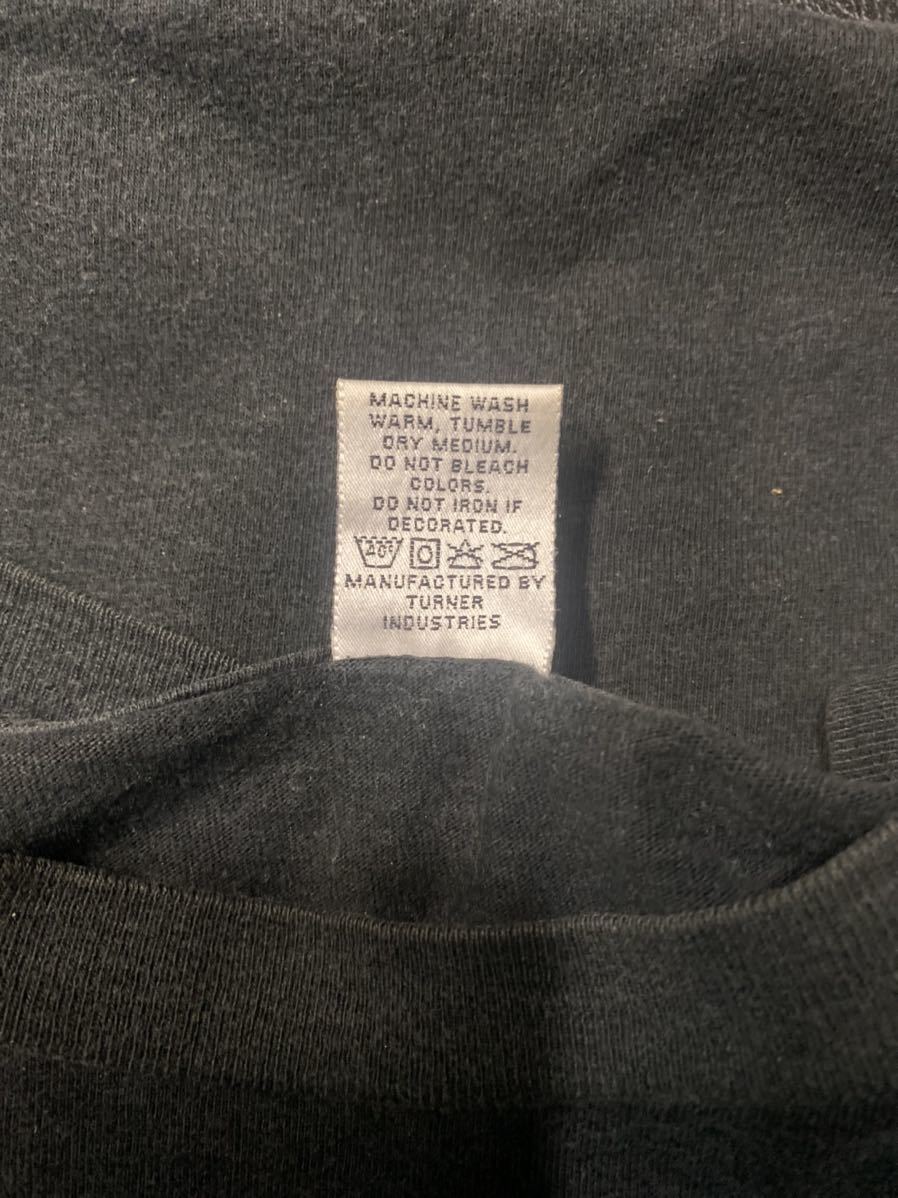 MACHINE WASH
WARM, TUMBLE
DRY MEDIUM.
DO NOT BLEACH
COLORS.
DO NOT IRON IF
DECORATED.
40°
MANUFACTURED BY
TURNER
INDUSTRIES